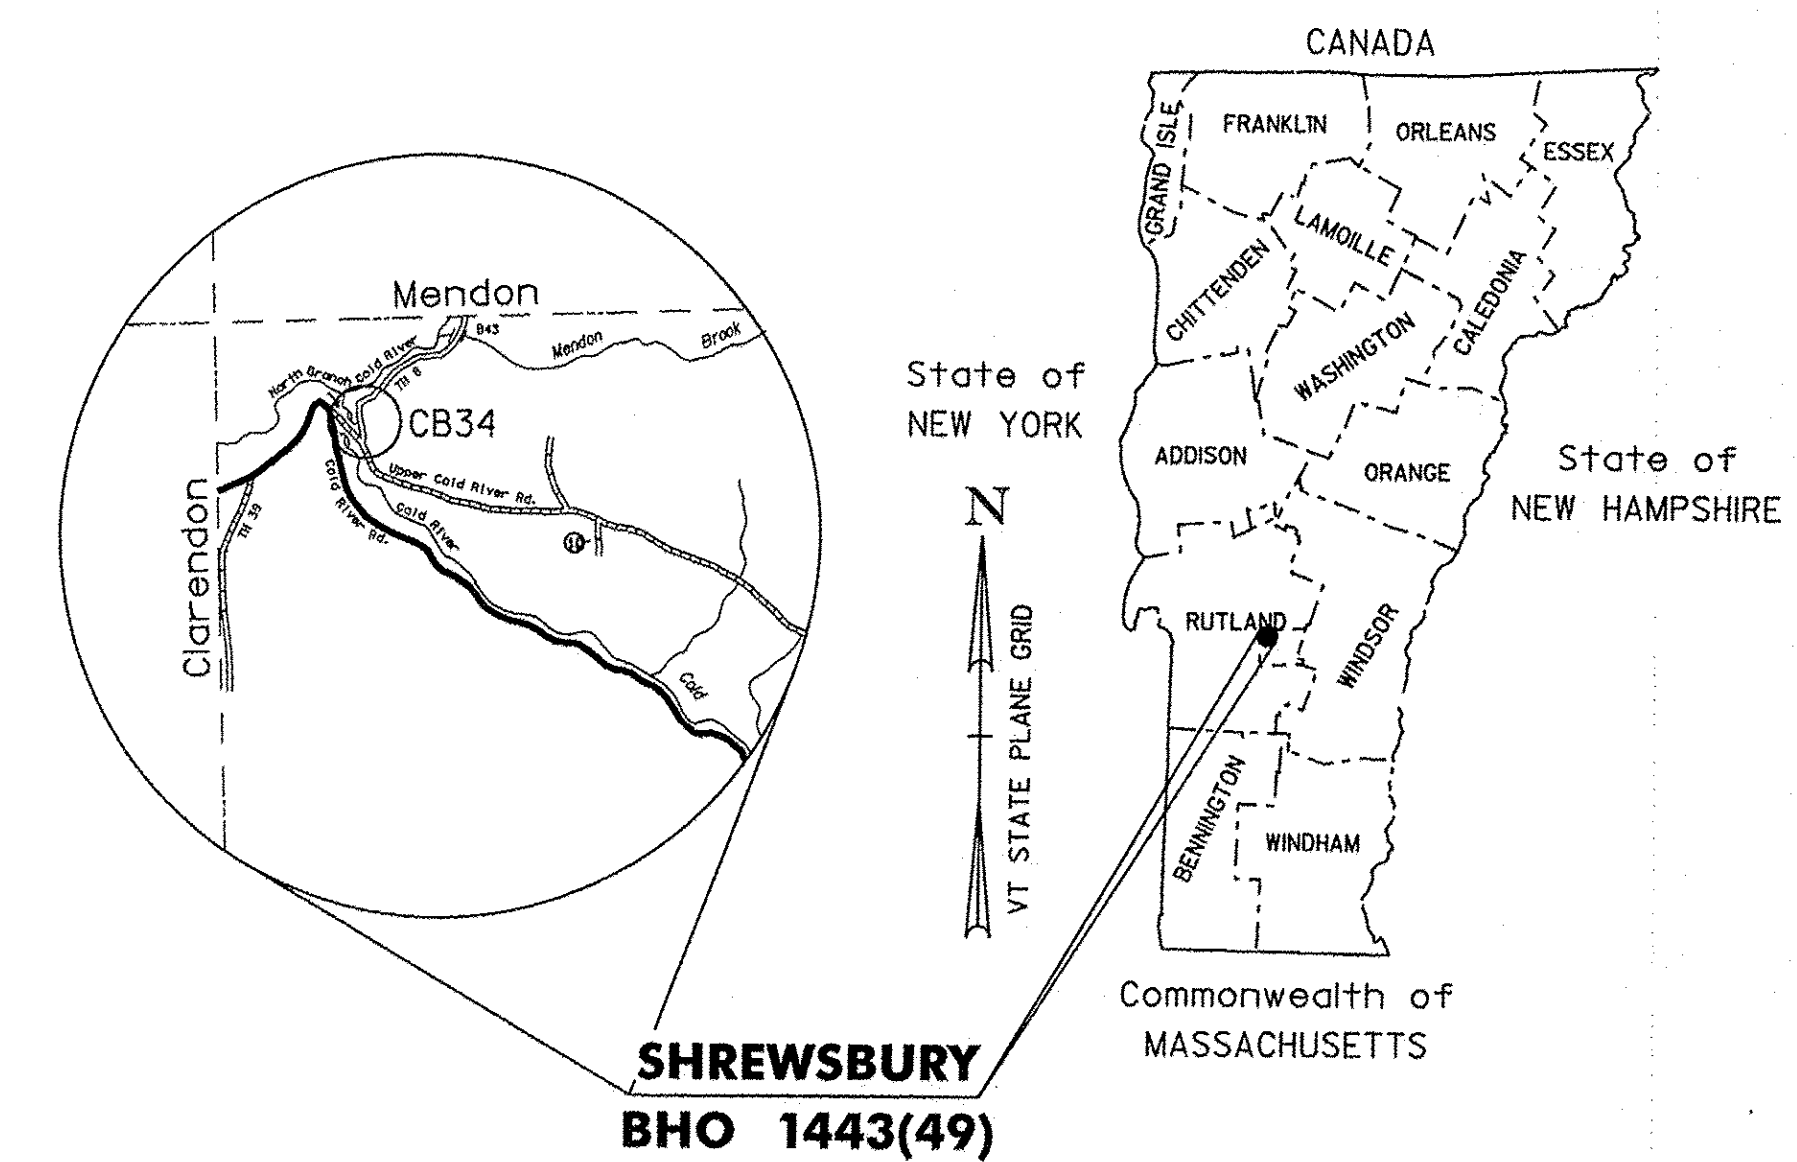 CANADA
GRAND ISLE
FRANKLIN
ORLEANS
ESSEX
LAMOILLE
CHITTENDEN
CALEDONIA
WASHINGTON
State of
NEW YORK
ADDISON
ORANGE
State of
NEW HAMPSHIRE
RUTLAND
WINDSOR
BENNINGTON
WINDHAM
Commonwealth of
MASSACHUSETTS
N
VT STATE PLANE GRID
Mendon
B43
Mendon Brook
North Branch Cold River
TH 6
CB34
Upper Cold River Rd.
Cold River
Cold River Rd.
TH 39
Clarendon
10
Cold
SHREWSBURY
BHO 1443(49)